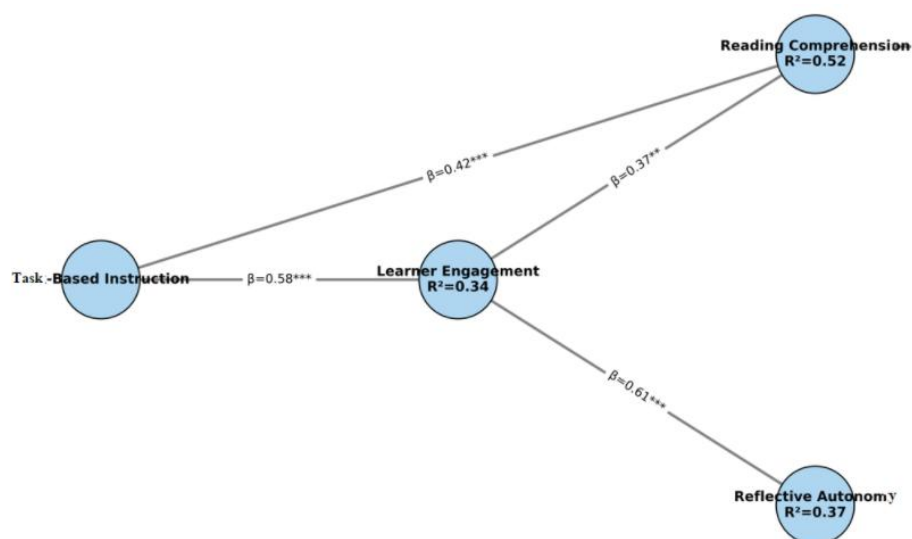 Reading Comprehension
R²=0.52
β=0.42***
β=0.37**
Task-Based Instruction
β=0.58***
Learner Engagement
R²=0.34
β=0.61***
Reflective Autonomy
R²=0.37